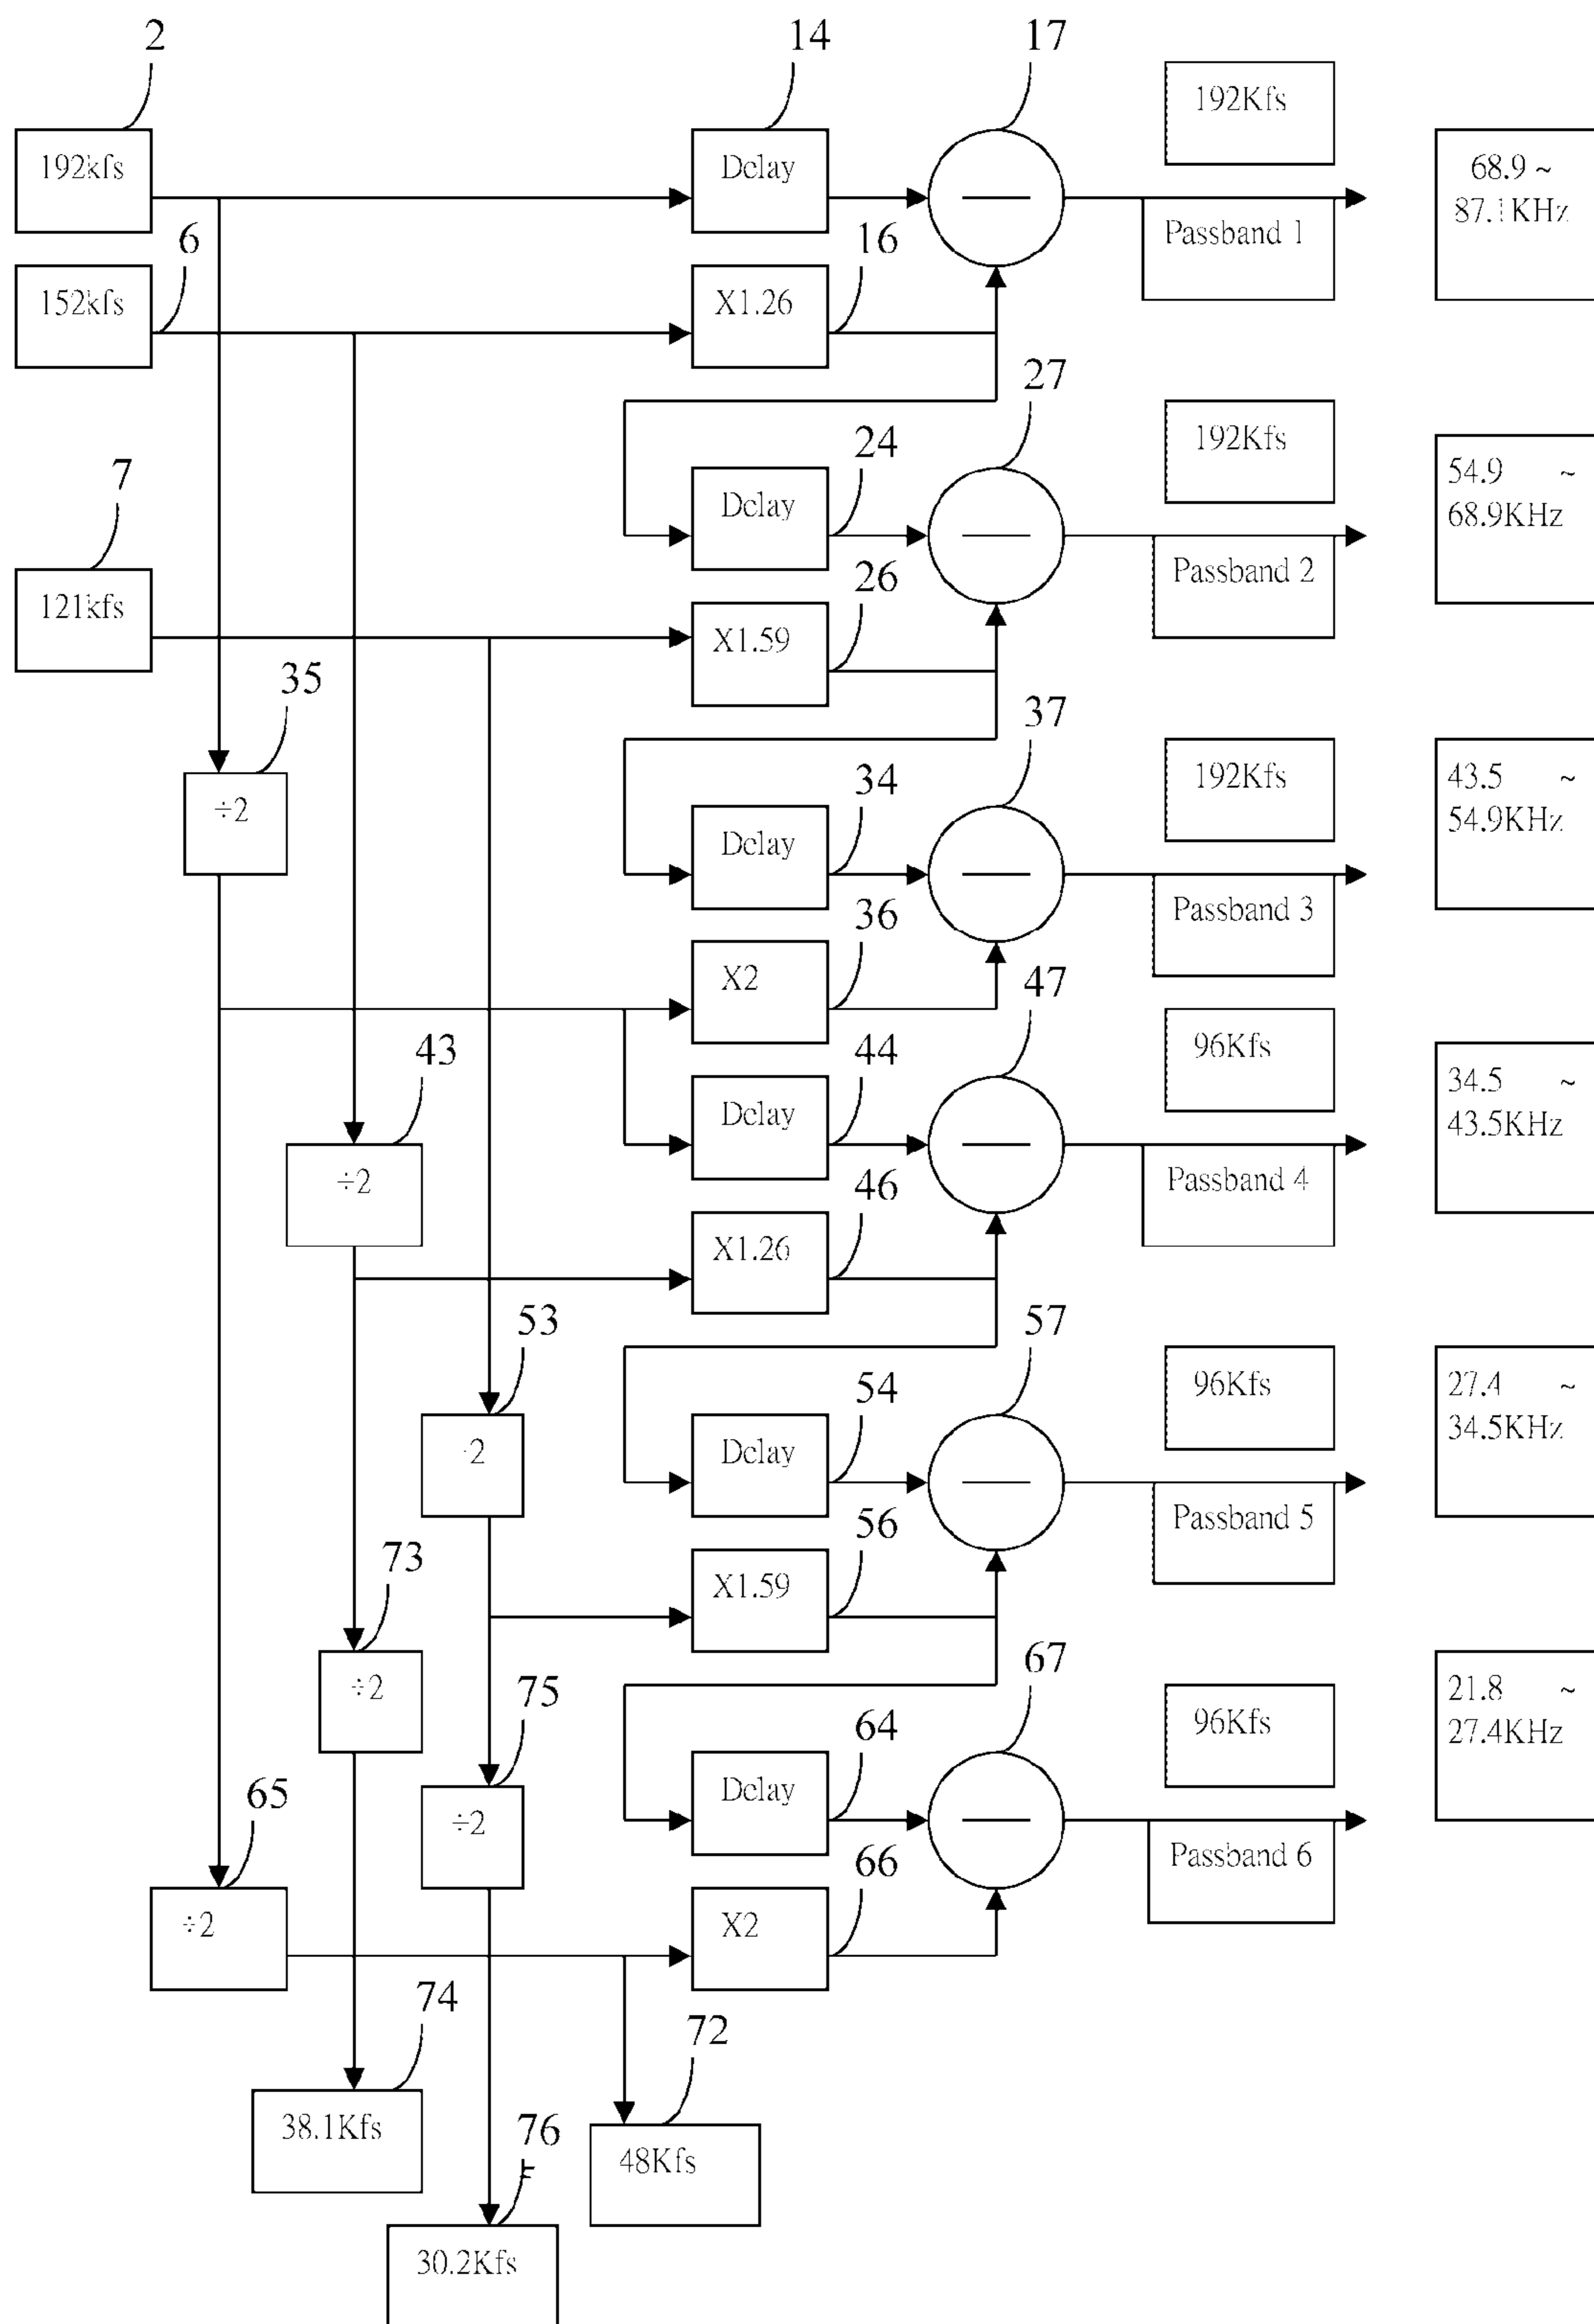 2
14
17
192Kfs
192kfs
Delay
68.9 ~
87.1KHz
6
16
Passband 1
152kfs
X1.26
27
192Kfs
24
54.9 ~
68.9KHz
7
Delay
26
Passband 2
121kfs
X1.59
35
37
192Kfs
34
43.5 ~
54.9KHz
÷2
Delay
36
Passband 3
X2
47
96Kfs
43
44
34.5 ~
43.5KHz
Delay
÷2
46
Passband 4
X1.26
53
57
96Kfs
54
27.4 ~
34.5KHz
2
Delay
56
Passband 5
73
X1.59
67
÷2
75
96Kfs
64
21.8 ~
27.4KHz
65
÷2
Delay
66
Passband 6
÷2
X2
74
72
38.1Kfs
76
48Kfs
30.2Kfs